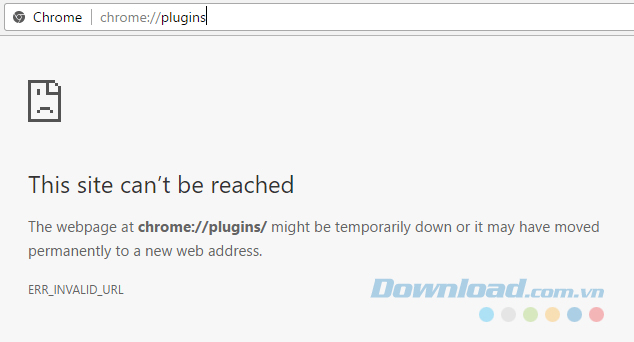 Chrome chrome://plugins
This site can’t be reached
The webpage at chrome://plugins/ might be temporarily down or it may have moved
permanently to a new web address.
ERR_INVALID_URL
Download.com.vn